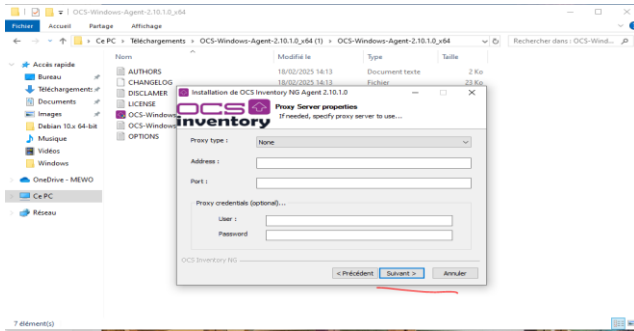 OCS-Windows-Agent-2.10.1.0_x64
Fichier Accueil Partage Affichage
Ce PC > Téléchargements > OCS-Windows-Agent-2.10.1.0_x64 (1) > OCS-Windows-Agent-2.10.1.0_x64
Rechercher dans : OCS-Wind...
Nom Modifié le Type Taille
Accès rapide
Bureau
Téléchargements
Documents
Images
Debian 10.x 64-bit
Musique
Vidéos
Windows
OneDrive - MEWO
Ce PC
Réseau
AUTHORS 18/02/2025 14:13 Document texte 2 Ko
CHANGELOG 18/02/2025 14:13 Fichier 23 Ko
DISCLAMER
LICENSE
OCS-Windows
OCS-Windows
OPTIONS
Installation de OCS Inventory NG Agent 2.10.1.0
OCS
inventory
Proxy Server properties
If needed, specify proxy server to use...
Proxy type : None
Address :
Port :
Proxy credentials (optional)...
User :
Password
OCS Inventory NG
< Précédent Suivant > Annuler
7 élément(s)